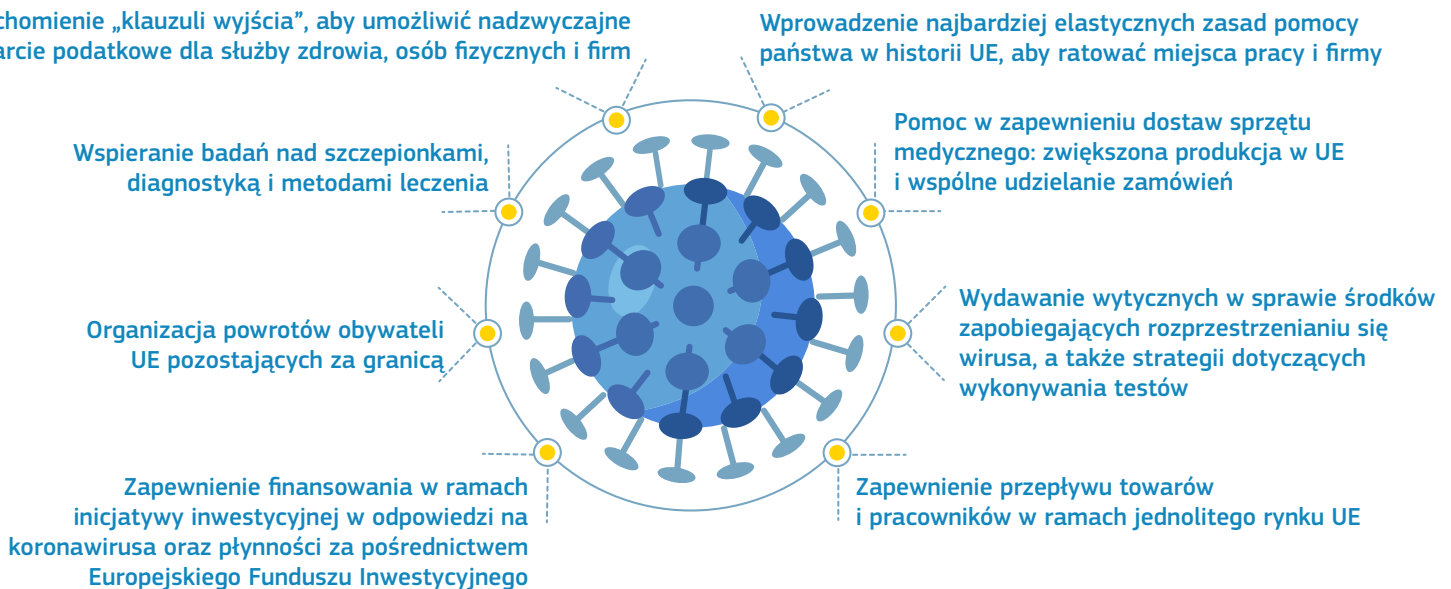 „klauzuli wyjścia”, aby umożliwić nadzwyczajne
podatkowe dla służby zdrowia, osób fizycznych i firm
Wspieranie badań nad szczepionkami,
diagnostyką i metodami leczenia
Organizacja powrotów obywateli
UE pozostających za granicą
Zapewnienie finansowania w ramach
inicjatywy inwestycyjnej w odpowiedzi na
koronawirusa oraz płynności za pośrednictwem
Europejskiego Funduszu Inwestycyjnego
Wprowadzenie najbardziej elastycznych zasad pomocy
państwa w historii UE, aby ratować miejsca pracy i firmy
Pomoc w zapewnieniu dostaw sprzętu
medycznego: zwiększona produkcja w UE
i wspólne udzielanie zamówień
Wydawanie wytycznych w sprawie środków
zapobiegających rozprzestrzenianiu się
wirusa, a także strategii dotyczących
wykonywania testów
Zapewnienie przepływu towarów
i pracowników w ramach jednolitego rynku UE